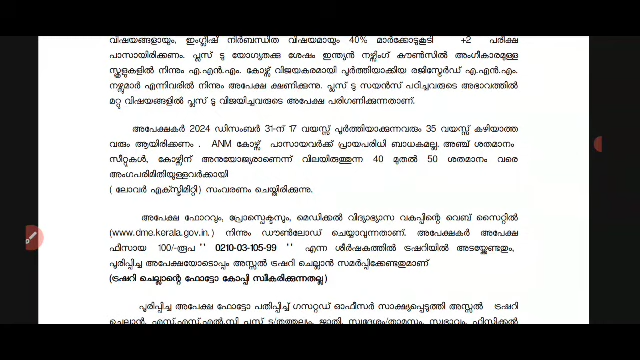 വിഷയങ്ങളായും, ഇംഗ്ലീഷ് നിർബന്ധിത വിഷയമായും 40% മാർക്കോടുകൂടി +2 പരീക്ഷ
പാസായിരിക്കണം. പ്ലസ് ടു യോഗ്യതക്കു ശേഷം ഇന്ത്യൻ നഴ്സിംഗ് കൗൺസിൽ അംഗീകാരമുള്ള
സ്കൂളുകളിൽ നിന്നും എ.എൻ.എം. കോഴ്സ് വിജയകരമായി പൂർത്തിയാക്കിയ രജിസ്ട്രേർഡ് എ.എൻ.എം.
നഴ്സുമാർ എന്നിവരിൽ നിന്നും അപേക്ഷ ക്ഷണിക്കുന്നു. പ്ലസ് ടു സയൻസ് പഠിച്ചവരുടെ അഭാവത്തിൽ
മറ്റു വിഷയങ്ങളിൽ പ്ലസ് ടു വിജയിച്ചവരുടെ അപേക്ഷ പരിഗണിക്കുന്നതാണ്.
അപേക്ഷകർ 2024 ഡിസംബർ 31-ന് 17 വയസ്സ് പൂർത്തിയാക്കുന്നവരും 35 വയസ്സ് കഴിയാത്ത
വരും ആയിരിക്കണം . ANM കോഴ്സ് പാസായവർക്ക് പ്രായപരിധി ബാധകമല്ല. അഞ്ച് ശതമാനം
സീറ്റുകൾ, കോഴ്സിന് അനുയോജ്യരാണെന്ന് വിലയിരുത്തുന്ന 40 മുതൽ 50 ശതമാനം വരെ
അംഗപരിമിതിയുള്ളവർക്കായി
( ലോവർ എക്സ്ട്രിമിറ്റി) സംവരണം ചെയ്തിരിക്കുന്നു.
അപേക്ഷ ഫോറവും, പ്രോസ്പെക്ടസും, മെഡിക്കൽ വിദ്യാഭ്യാസ വകുപ്പിന്റെ വെബ് സൈറ്റിൽ
(www.dme.kerala.gov.in.) നിന്നും ഡൗൺലോഡ് ചെയ്യാവുന്നതാണ്. അപേക്ഷകർ അപേക്ഷ
ഫീസായ 100/-രൂപ '' 0210-03-105-99 '' എന്ന ശീർഷകത്തിൽ ട്രഷറിയിൽ അടയ്ക്കേണ്ടതും,
പൂരിപ്പിച്ച അപേക്ഷയോടൊപ്പം അസ്സൽ ട്രഷറി ചെല്ലാൻ സമർപ്പിക്കേണ്ടതുമാണ്
(ട്രഷറി ചെല്ലാന്റെ ഫോട്ടോ കോപ്പി സ്വീകരിക്കുന്നതല്ല)
പൂരിപ്പിച്ച അപേക്ഷ ഫോട്ടോ പതിപ്പിച്ച് ഗസറ്റഡ് ഓഫീസർ സാക്ഷ്യപ്പെടുത്തി അസ്സൽ ട്രഷറി